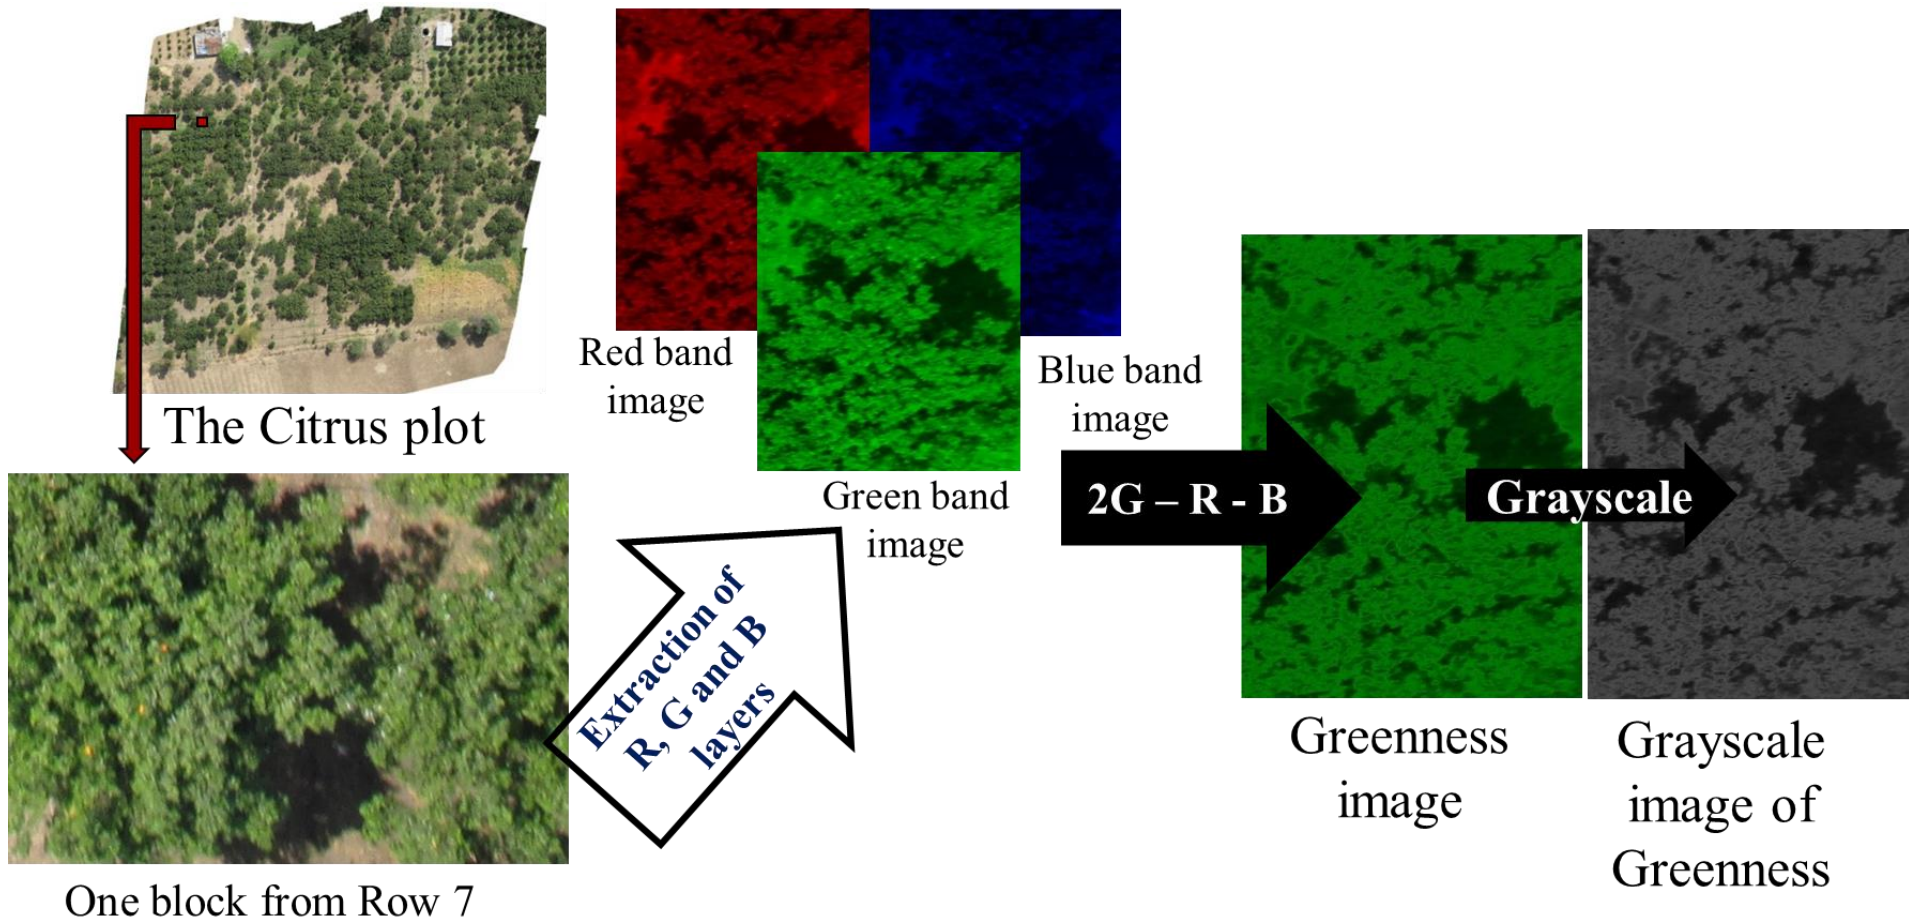 The Citrus plot
One block from Row 7
Extraction of
R, G and B
layers
Red band
image
Green band
image
Blue band
image
2G – R - B
Greenness
image
Grayscale
Grayscale
image of
Greenness